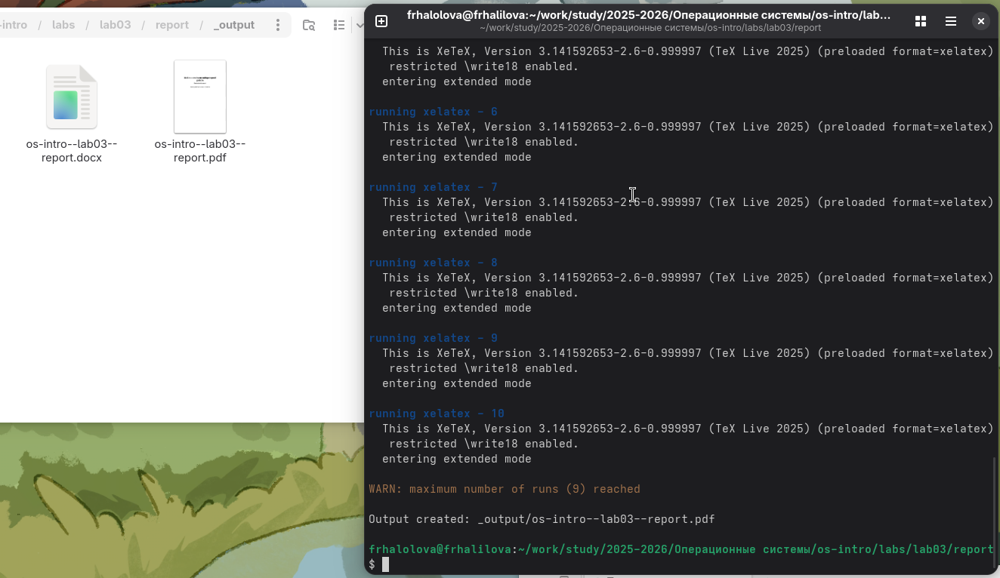 -intro / labs / lab03 / report / _output
os-intro--lab03--
report.docx
os-intro--lab03--
report.pdf
frhalolova@frhalilova:~/work/study/2025-2026/Операционные системы/os-intro/lab...
~/work/study/2025-2026/Операционные системы/os-intro/labs/lab03/report
This is XeTeX, Version 3.141592653-2.6-0.999997 (TeX Live 2025) (preloaded format=xelatex)
restricted \write18 enabled.
entering extended mode
running xelatex - 6
This is XeTeX, Version 3.141592653-2.6-0.999997 (TeX Live 2025) (preloaded format=xelatex)
restricted \write18 enabled.
entering extended mode
running xelatex - 7
This is XeTeX, Version 3.141592653-2.6-0.999997 (TeX Live 2025) (preloaded format=xelatex)
restricted \write18 enabled.
entering extended mode
running xelatex - 8
This is XeTeX, Version 3.141592653-2.6-0.999997 (TeX Live 2025) (preloaded format=xelatex)
restricted \write18 enabled.
entering extended mode
running xelatex - 9
This is XeTeX, Version 3.141592653-2.6-0.999997 (TeX Live 2025) (preloaded format=xelatex)
restricted \write18 enabled.
entering extended mode
running xelatex - 10
This is XeTeX, Version 3.141592653-2.6-0.999997 (TeX Live 2025) (preloaded format=xelatex)
restricted \write18 enabled.
entering extended mode
WARN: maximum number of runs (9) reached
Output created: _output/os-intro--lab03--report.pdf
frhalolova@frhalilova:~/work/study/2025-2026/Операционные системы/os-intro/labs/lab03/report
$